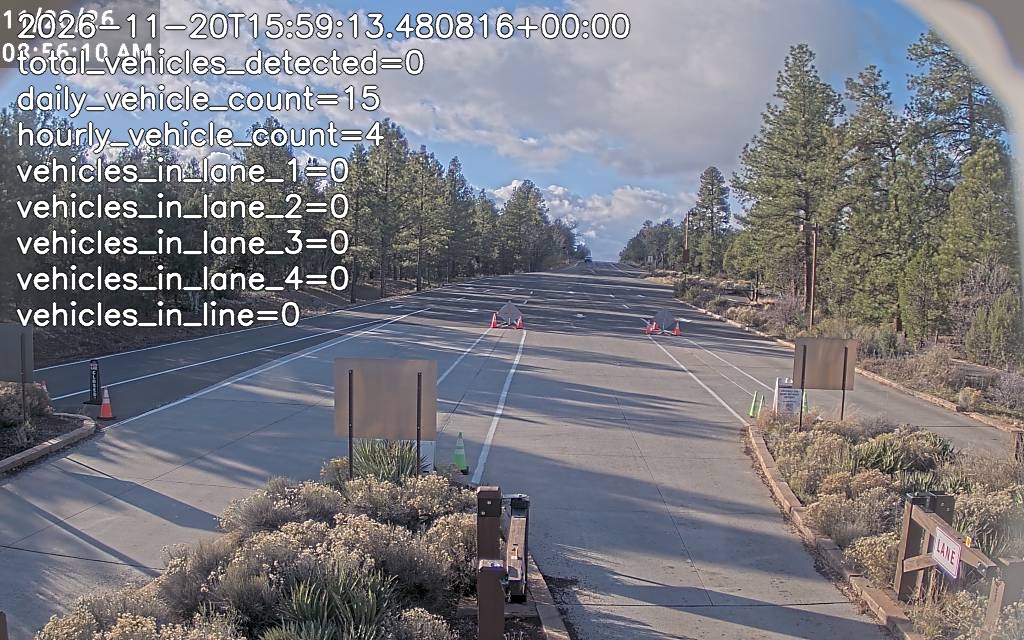 2026-11-20T15:59:13.480816+00:00
08:56:10 AM
total_vehicles_detected=0
daily_vehicle_count=15
hourly_vehicle_count=4
vehicles_in_lane_1=0
vehicles_in_lane_2=0
vehicles_in_lane_3=0
vehicles_in_lane_4=0
vehicles_in_line=0
LANE